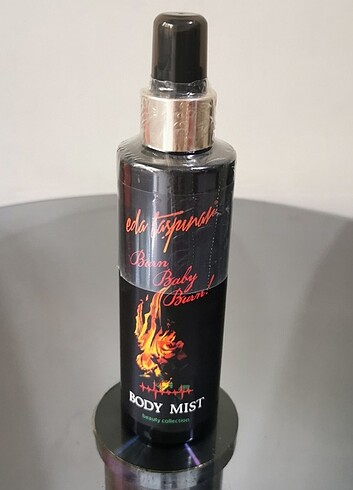 eda taşpınar
Burn
Baby
Burn!
BODY MIST
beauty collection